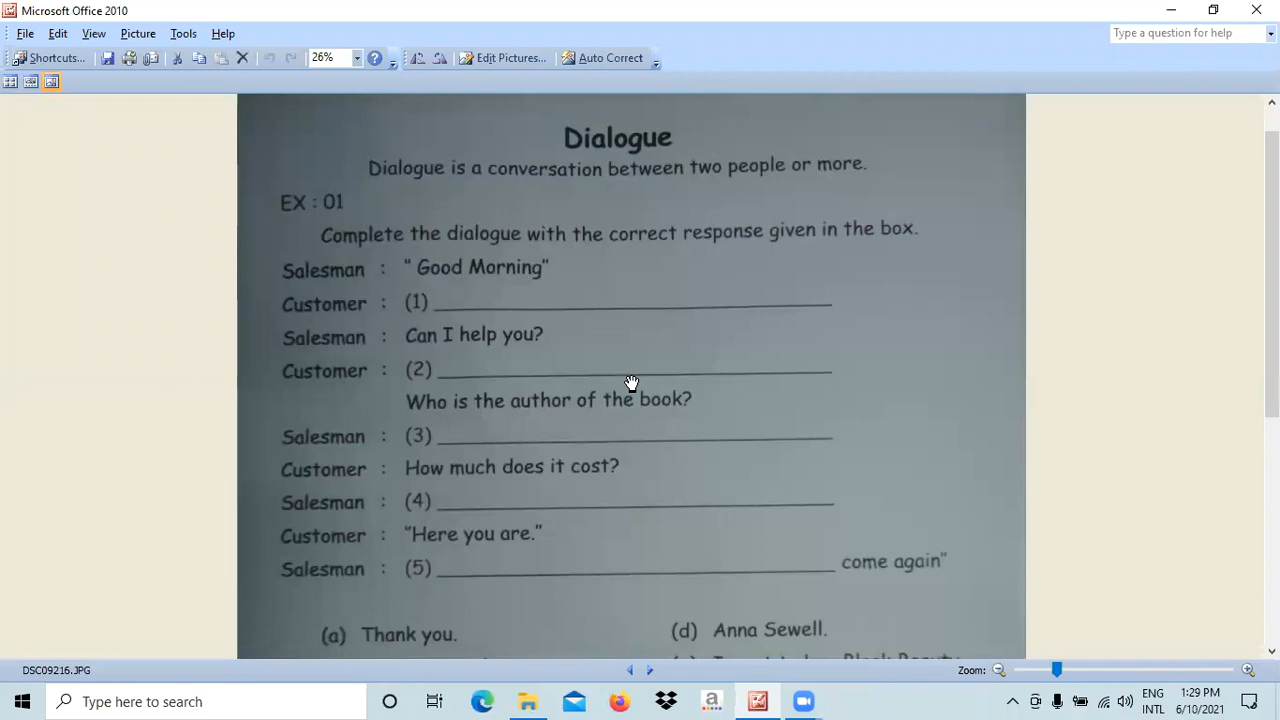 Microsoft Office 2010
File Edit View Picture Tools Help
Type a question for help
Shortcuts... 26% Edit Pictures... Auto Correct
Dialogue
Dialogue is a conversation between two people or more.
EX : 01
Complete the dialogue with the correct response given in the box.
Salesman : " Good Morning"
Customer : (1)
Salesman : Can I help you?
Customer : (2)
Who is the author of the book?
Salesman : (3)
Customer : How much does it cost?
Salesman : (4)
Customer : "Here you are."
Salesman : (5) come again"
(a) Thank you.
(d) Anna Sewell.
Black Beauty
DSC09216.JPG
Zoom:
Type here to search
a
ENG
INTL
1:29 PM
6/10/2021